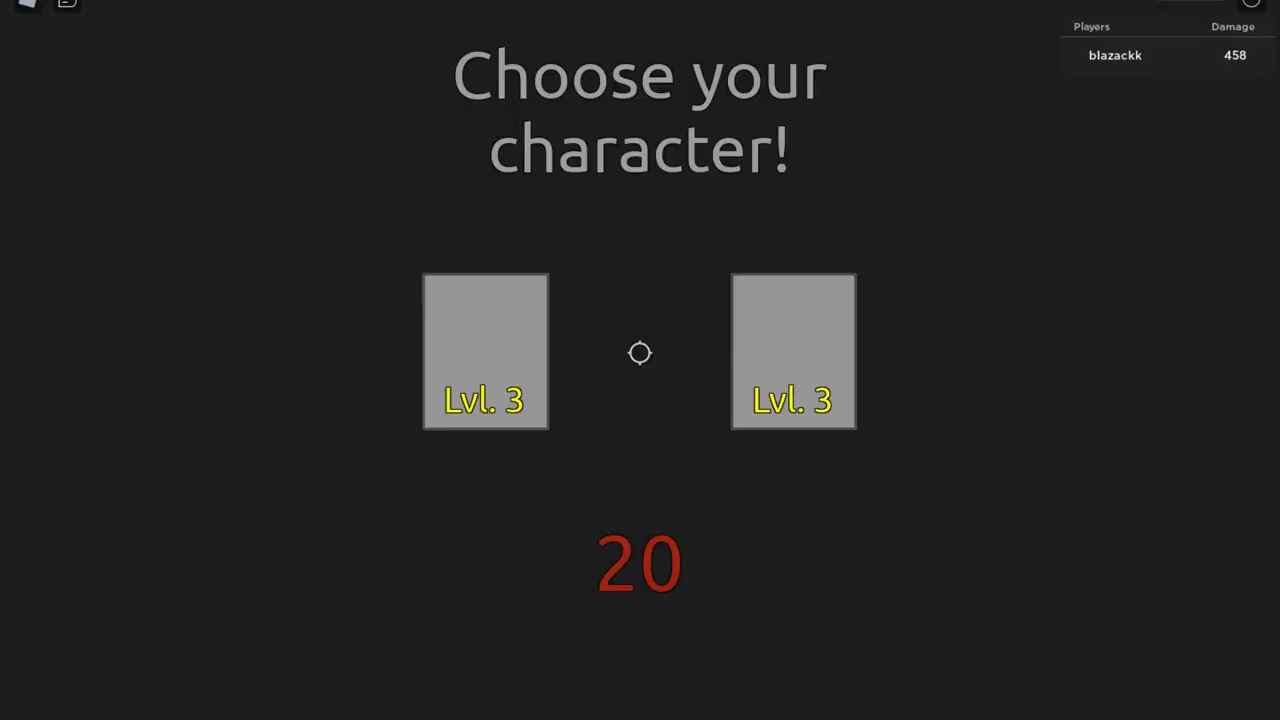 Players Damage
blazackk 458
Choose your
character!
Lvl. 3 Lvl. 3
20